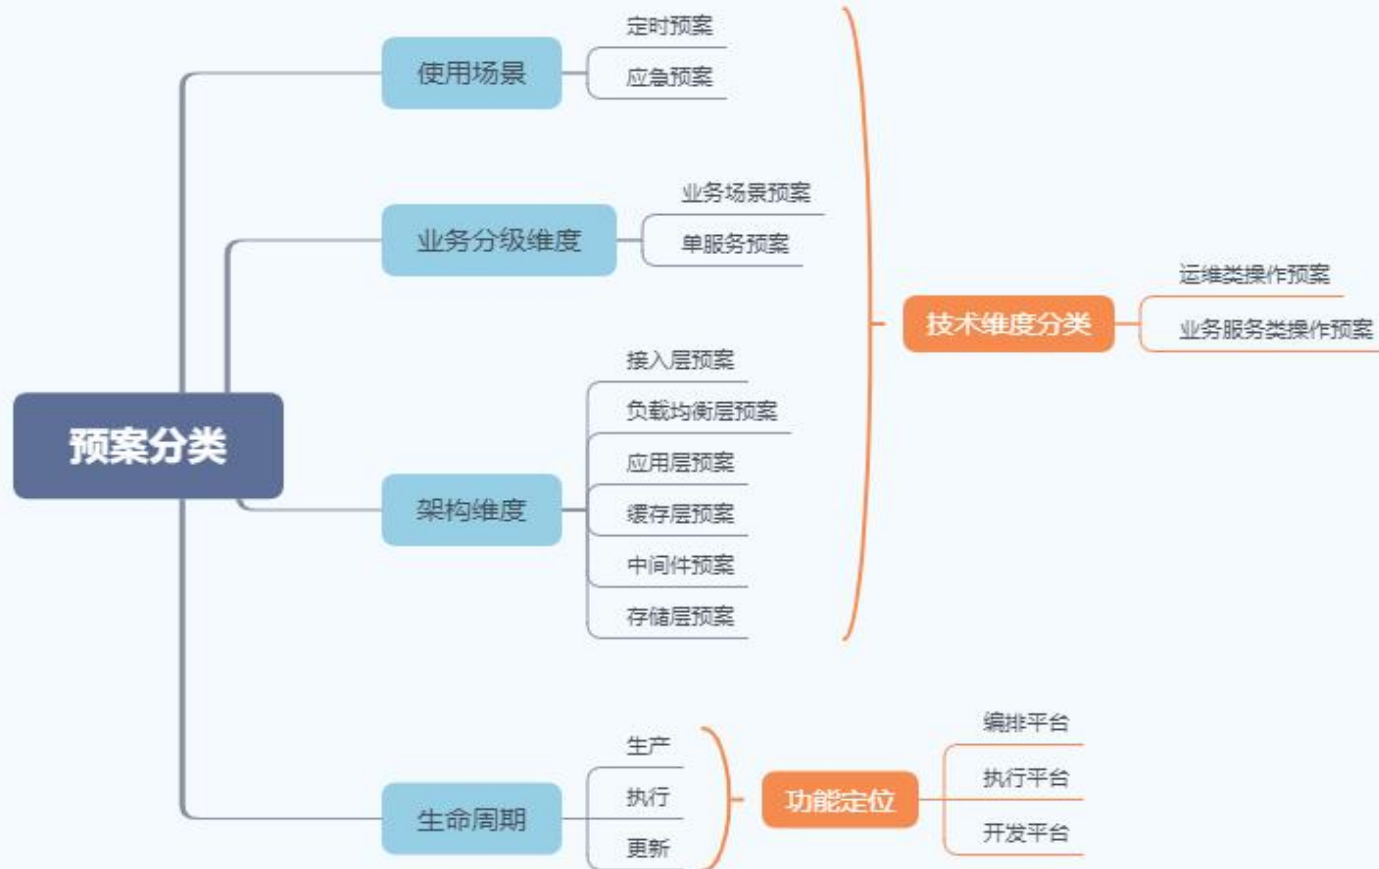 预案分类
使用场景
定时预案
应急预案
业务分级维度
业务场景预案
单服务预案
架构维度
接入层预案
负载均衡层预案
应用层预案
缓存层预案
中间件预案
存储层预案
技术维度分类
运维类操作预案
业务服务类操作预案
生命周期
生产
执行
更新
功能定位
编排平台
执行平台
开发平台